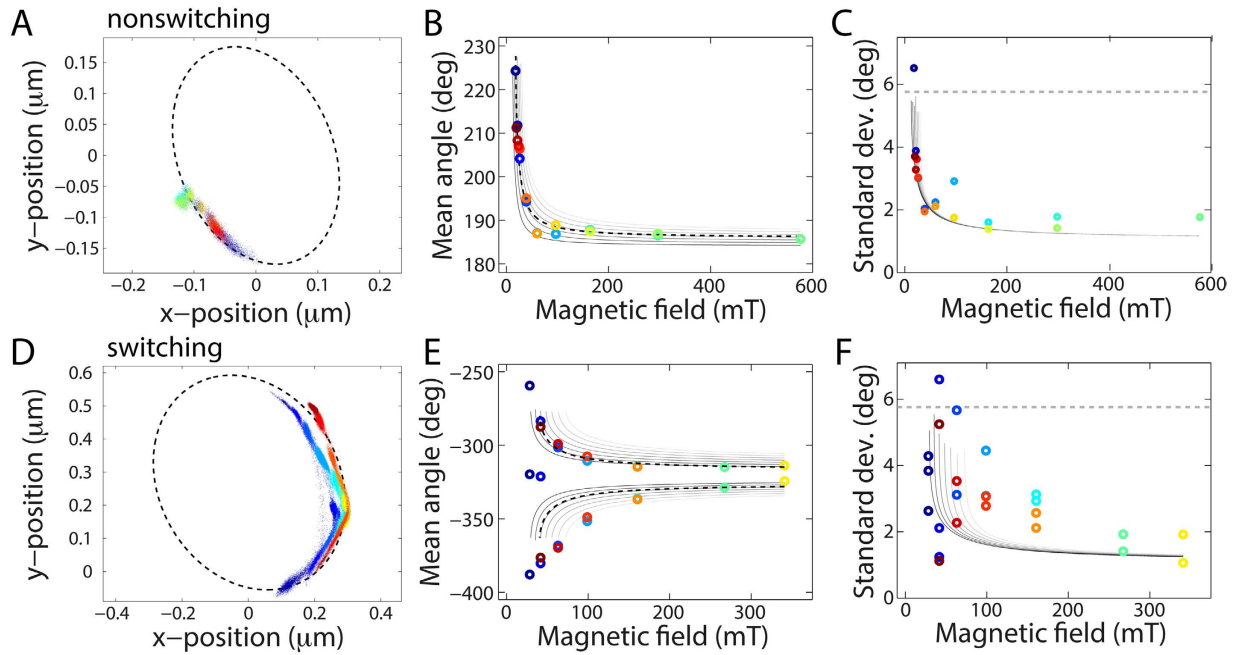 A
nonswitching
0.15
0.1
0.05
0
−0.05
−0.1
−0.15
−0.2
−0.1
0
0.1
0.2
y−position (μm)
x−position (μm)
B
230
220
210
200
190
180
0
200
400
600
Mean angle (deg)
Magnetic field (mT)
C
6
4
2
0
0
200
400
600
Standard dev. (deg)
Magnetic field (mT)
D
switching
0.6
0.5
0.4
0.3
0.2
0.1
0
−0.4
−0.2
0
0.2
0.4
y−position (μm)
x−position (μm)
E
−250
−300
−350
−400
0
100
200
300
Mean angle (deg)
Magnetic field (mT)
F
6
4
2
0
0
100
200
300
Standard dev. (deg)
Magnetic field (mT)